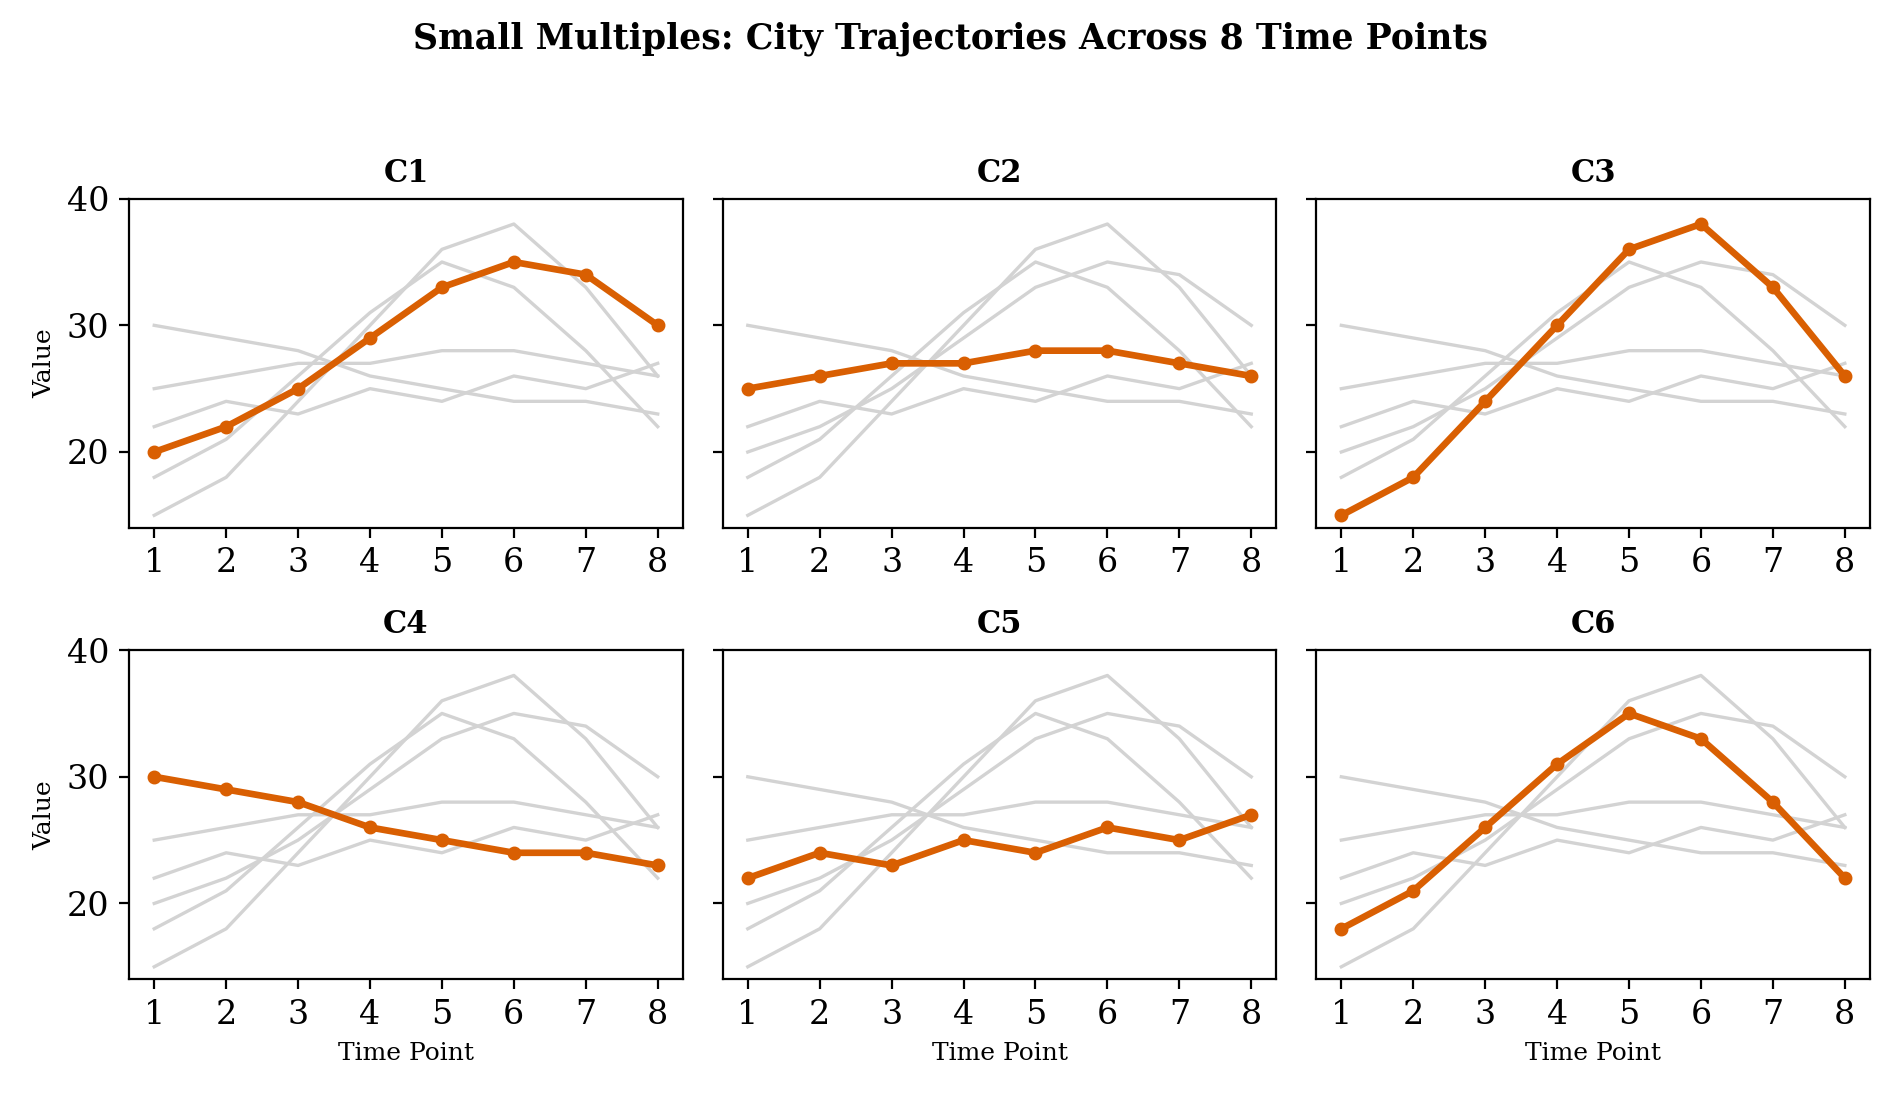 Small Multiples: City Trajectories Across 8 Time Points
C1
C2
C3
40
30
20
Value
1 2 3 4 5 6 7 8
1 2 3 4 5 6 7 8
1 2 3 4 5 6 7 8
C4
C5
C6
40
30
20
Value
1 2 3 4 5 6 7 8
1 2 3 4 5 6 7 8
1 2 3 4 5 6 7 8
Time Point
Time Point
Time Point